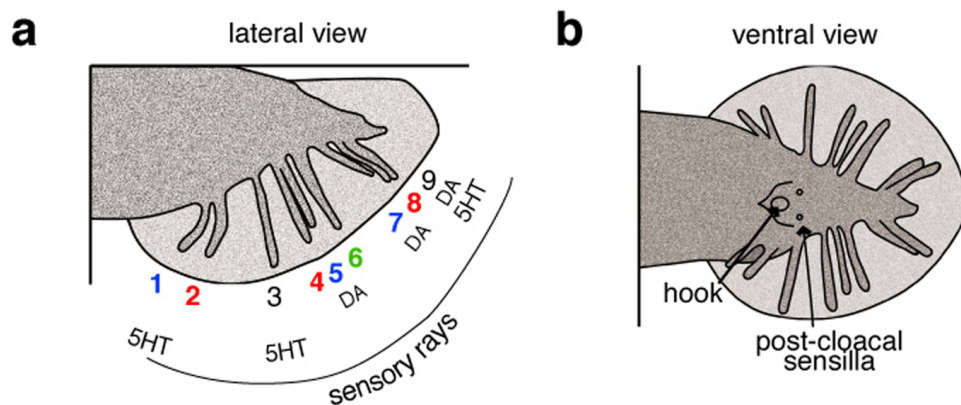 a
lateral view
1
2
3
4
5
6
7
8
9
DA
DA
DA
5HT
5HT
5HT
sensory rays
b
ventral view
hook
post-cloacal
sensilla